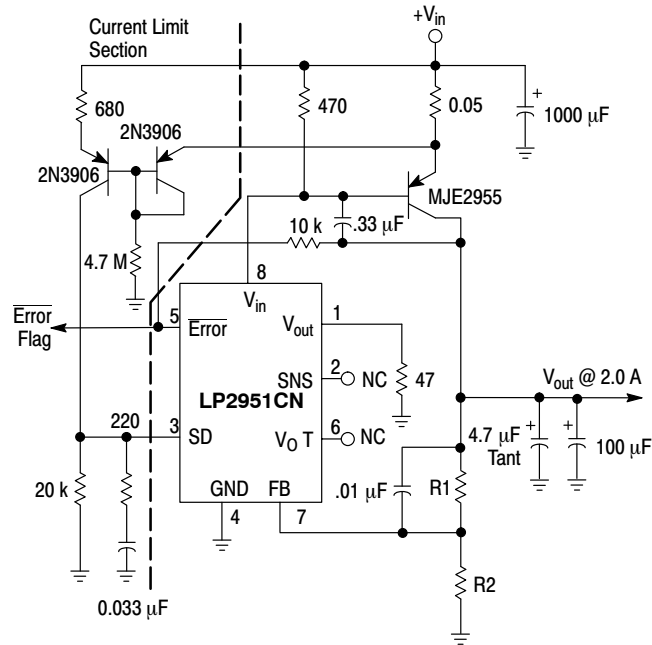 Current Limit
Section
+Vin
680
470
0.05
1000 µF
+
2N3906
2N3906
MJE2955
.33 µF
10 k
4.7 M
8
Vin
Error
Flag
5
Error
Vout
1
SNS
2
NC
47
LP2951CN
Vout @ 2.0 A
220
3
SD
VO T
6
NC
4.7 µF
Tant
+
+
100 µF
20 k
GND
FB
.01 µF
R1
4
7
R2
0.033 µF